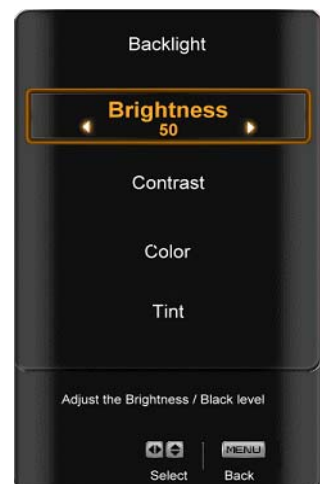 Backlight
Brightness
50
Contrast
Color
Tint
Adjust the Brightness / Black level
MENU
Select Back